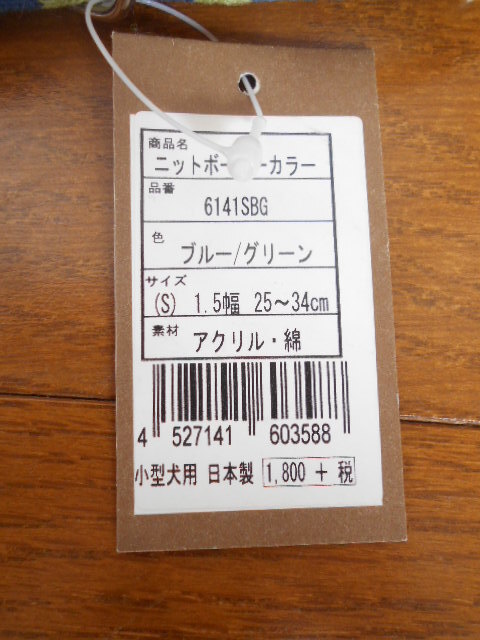 商品名
ニットボー ーカラー
品番
6141SBG
色
ブルー/グリーン
サイズ
(S) 1.5幅 25～34cm
素材
アクリル・綿
4 527141 603588
小型犬用 日本製 1,800 + 税